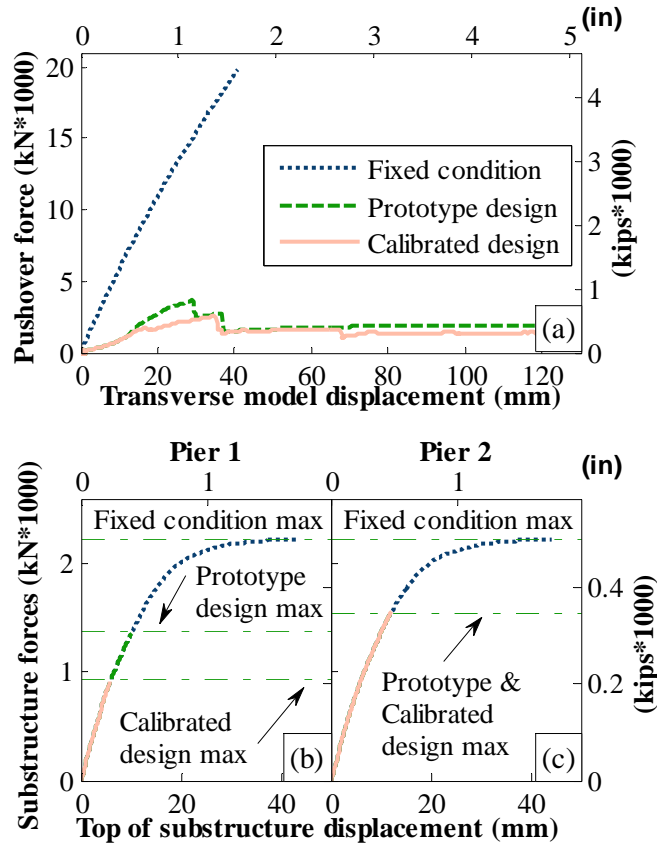 0 1 2 3 4 5 (in)
Pushover force (kN*1000)
20
15
10
5
0
4
3
2
1
0
(kips*1000)
Fixed condition
Prototype design
Calibrated design
(a)
0 20 40 60 80 100 120
Transverse model displacement (mm)
Pier 1 Pier 2
0 1 0 1 (in)
Substructure forces (kN*1000)
2
1
0
Fixed condition max
Prototype
design max
Calibrated
design max
(b)
Fixed condition max
Prototype &
Calibrated
design max
(c)
0.4
0.2
0
(kips*1000)
0 20 40 0 20 40
Top of substructure displacement (mm)